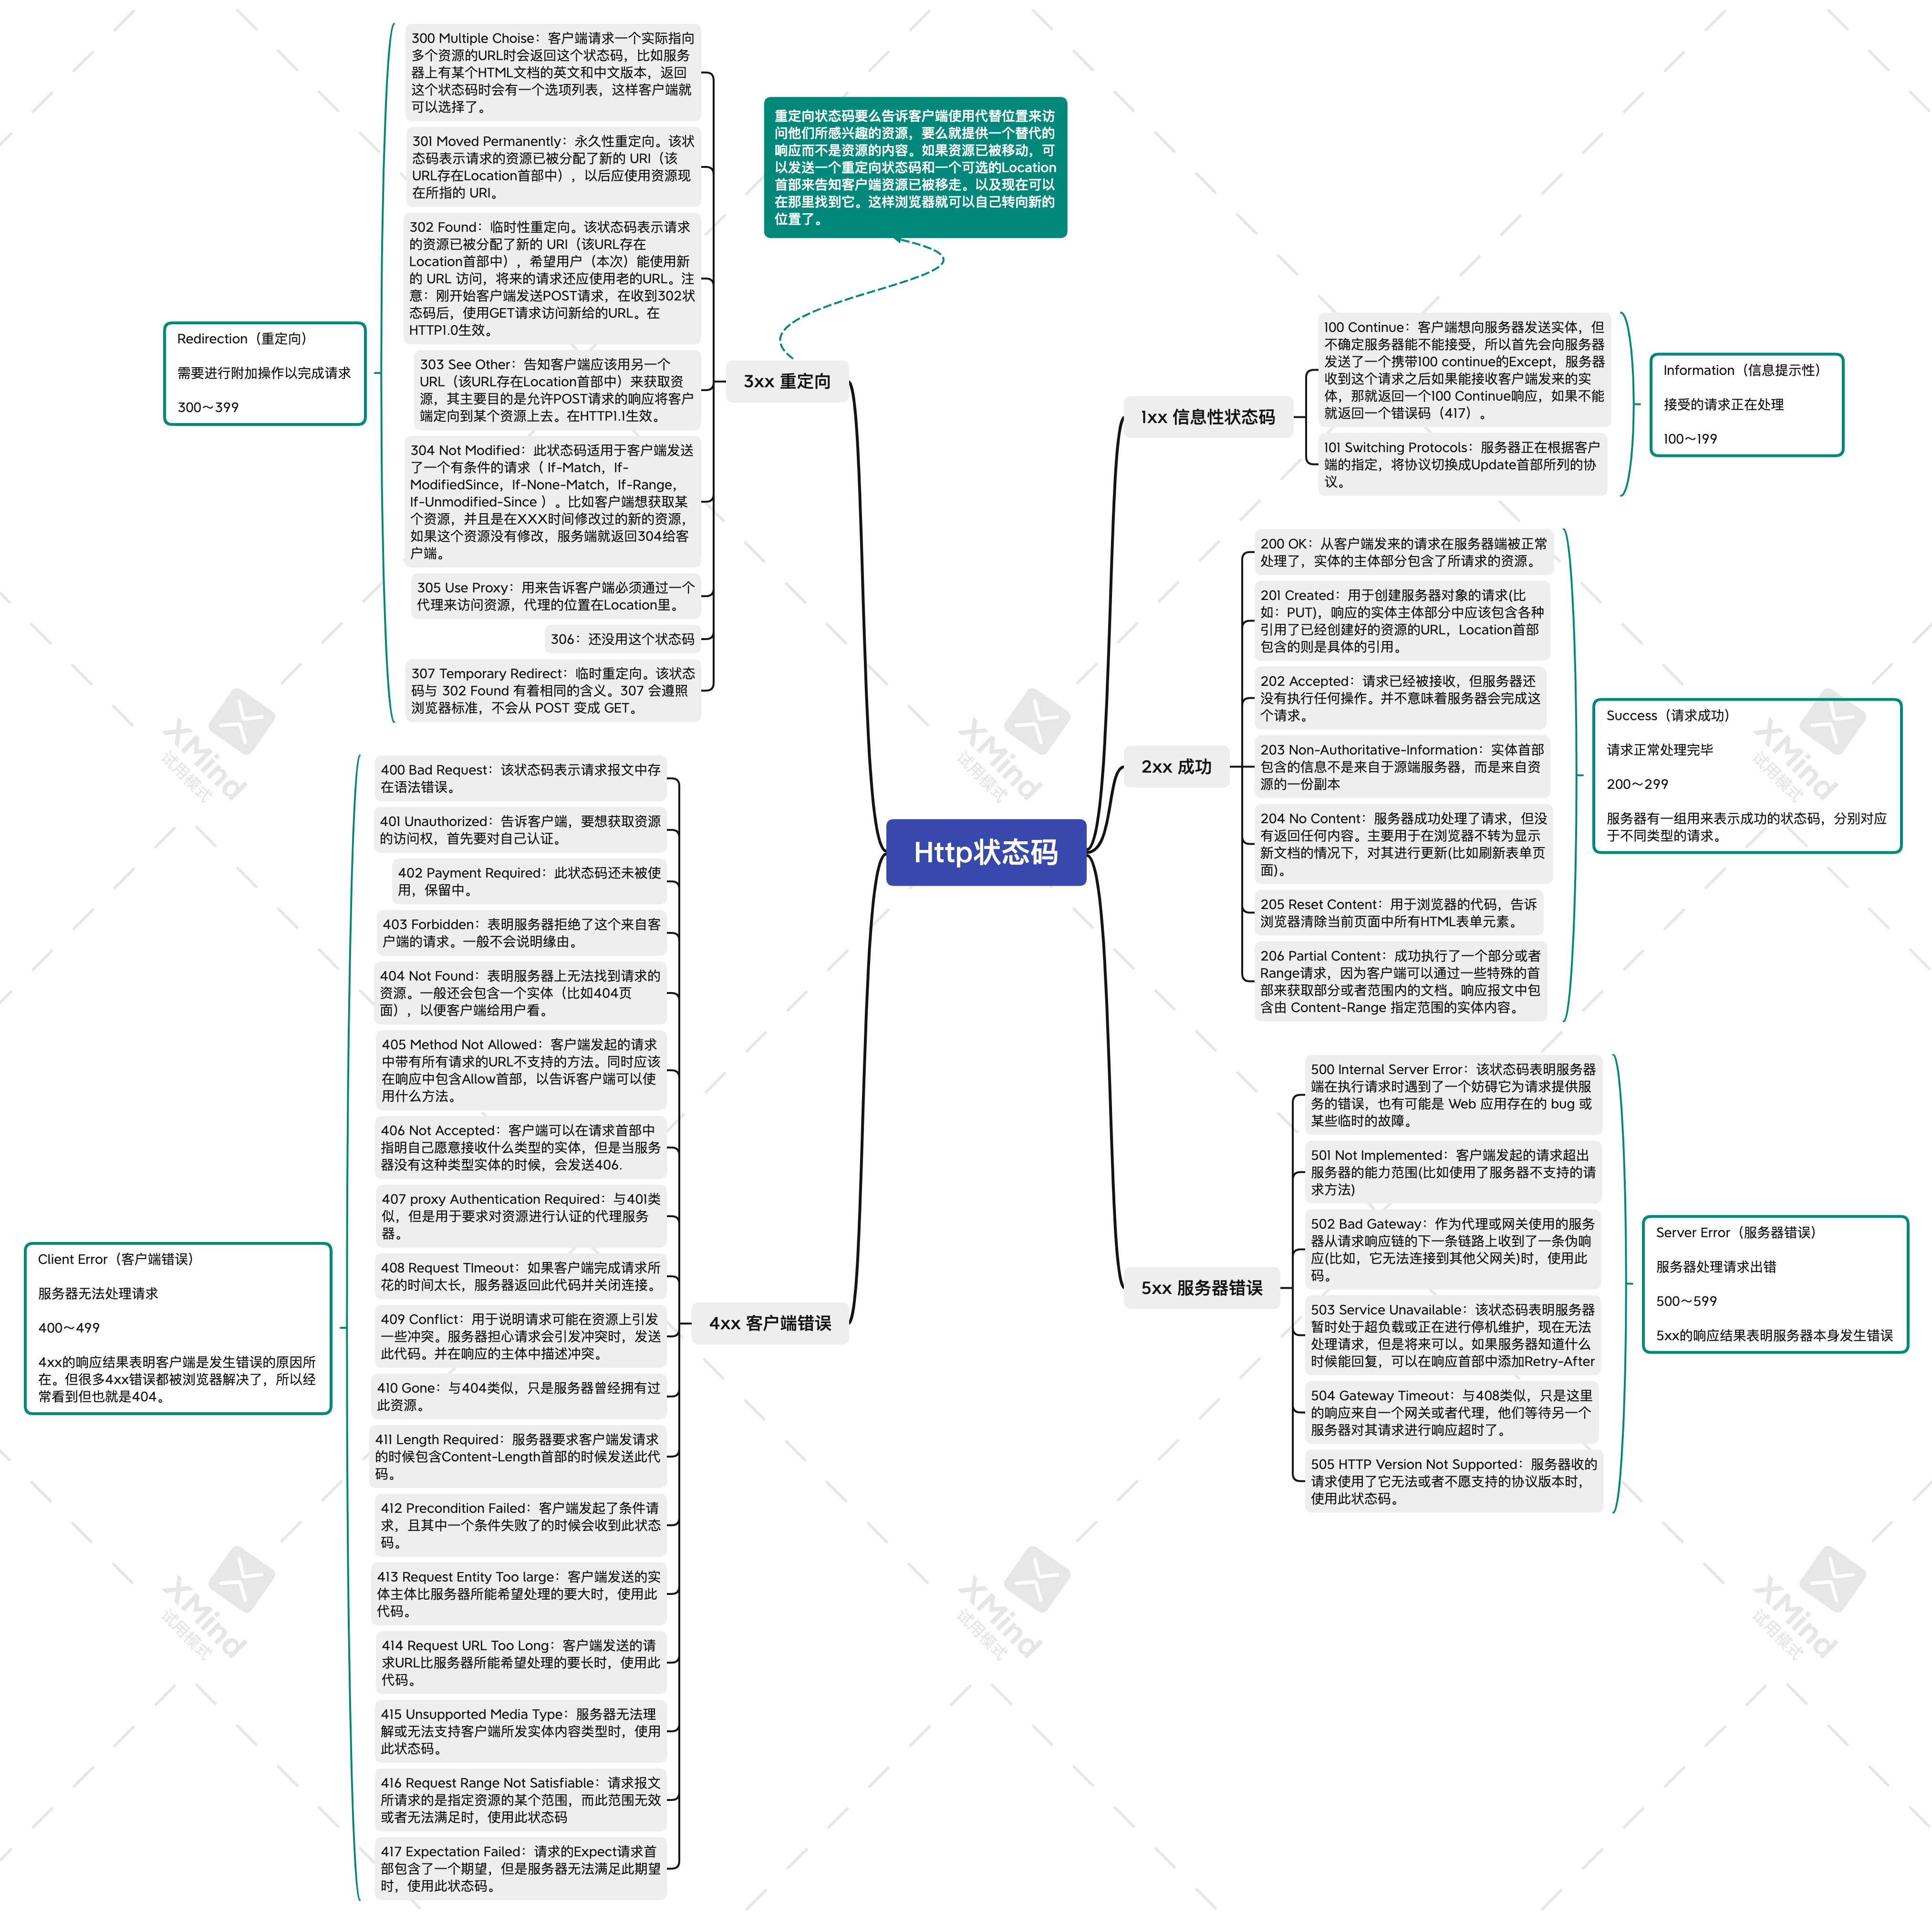 300 Multiple Choise：客户端请求一个实际指向
多个资源的URL时会返回这个状态码，比如服务
器上有某个HTML文档的英文和中文版本，返回
这个状态码时会有一个选项列表，这样客户端就
可以选择了。
301 Moved Permanently：永久性重定向。该状
态码表示请求的资源已被分配了新的 URI（该
URL存在Location首部中），以后应使用资源现
在所指的 URI。
302 Found：临时性重定向。该状态码表示请求
的资源已被分配了新的 URI（该URL存在
Location首部中），希望用户（本次）能使用新
的 URL 访问，将来的请求还应使用老的URL。注
意：刚开始客户端发送POST请求，在收到302状
态码后，使用GET请求访问新给的URL。在
HTTP1.0生效。
303 See Other：告知客户端应该用另一个
URL（该URL存在Location首部中）来获取资
源，其主要目的是允许POST请求的响应将客户
端定向到某个资源上去。在HTTP1.1生效。
304 Not Modified：此状态码适用于客户端发送
了一个有条件的请求（ If-Match，If-
ModifiedSince，If-None-Match，If-Range，
If-Unmodified-Since ）。比如客户端想获取某
个资源，并且是在XXX时间修改过的新的资源，
如果这个资源没有修改，服务端就返回304给客
户端。
305 Use Proxy：用来告诉客户端必须通过一个
代理来访问资源，代理的位置在Location里。
306：还没用这个状态码
307 Temporary Redirect：临时重定向。该状态
码与 302 Found 有着相同的含义。307 会遵照
浏览器标准，不会从 POST 变成 GET。
Redirection（重定向）
需要进行附加操作以完成请求
300～399
3xx 重定向
重定向状态码要么告诉客户端使用代替位置来访
问他们所感兴趣的资源，要么就提供一个替代的
响应而不是资源的内容。如果资源已被移动，可
以发送一个重定向状态码和一个可选的Location
首部来告知客户端资源已被移走。以及现在可以
在那里找到它。这样浏览器就可以自己转向新的
位置了。
1xx 信息性状态码
100 Continue：客户端想向服务器发送实体，但
不确定服务器能不能接受，所以首先会向服务器
发送了一个携带100 continue的Except，服务器
收到这个请求之后如果能接收客户端发来的实
体，那就返回一个100 Continue响应，如果不能
就返回一个错误码（417）。
101 Switching Protocols：服务器正在根据客户
端的指定，将协议切换成Update首部所列的协
议。
Information（信息提示性）
接受的请求正在处理
100～199
2xx 成功
200 OK：从客户端发来的请求在服务器端被正常
处理了，实体的主体部分包含了所请求的资源。
201 Created：用于创建服务器对象的请求(比
如：PUT)，响应的实体主体部分中应该包含各种
引用了已经创建好的资源的URL，Location首部
包含的则是具体的引用。
202 Accepted：请求已经被接收，但服务器还
没有执行任何操作。并不意味着服务器会完成这
个请求。
203 Non-Authoritative-Information：实体首部
包含的信息不是来自于源端服务器，而是来自资
源的一份副本
204 No Content：服务器成功处理了请求，但没
有返回任何内容。主要用于在浏览器不转为显示
新文档的情况下，对其进行更新(比如刷新表单页
面)。
205 Reset Content：用于浏览器的代码，告诉
浏览器清除当前页面中所有HTML表单元素。
206 Partial Content：成功执行了一个部分或者
Range请求，因为客户端可以通过一些特殊的首
部来获取部分或者范围内的文档。响应报文中包
含由 Content-Range 指定范围的实体内容。
Success（请求成功）
请求正常处理完毕
200～299
服务器有一组用来表示成功的状态码，分别对应
于不同类型的请求。
Http状态码
400 Bad Request：该状态码表示请求报文中存
在语法错误。
401 Unauthorized：告诉客户端，要想获取资源
的访问权，首先要对自己认证。
402 Payment Required：此状态码还未被使
用，保留中。
403 Forbidden：表明服务器拒绝了这个来自客
户端的请求。一般不会说明缘由。
404 Not Found：表明服务器上无法找到请求的
资源。一般还会包含一个实体（比如404页
面），以便客户端给用户看。
405 Method Not Allowed：客户端发起的请求
中带有所有请求的URL不支持的方法。同时应该
在响应中包含Allow首部，以告诉客户端可以使
用什么方法。
406 Not Accepted：客户端可以在请求首部中
指明自己愿意接收什么类型的实体，但是当服务
器没有这种类型实体的时候，会发送406.
407 proxy Authentication Required：与401类
似，但是用于要求对资源进行认证的代理服务
器。
408 Request TImeout：如果客户端完成请求所
花的时间太长，服务器返回此代码并关闭连接。
409 Conflict：用于说明请求可能在资源上引发
一些冲突。服务器担心请求会引发冲突时，发送
此代码。并在响应的主体中描述冲突。
410 Gone：与404类似，只是服务器曾经拥有过
此资源。
411 Length Required：服务器要求客户端发请求
的时候包含Content-Length首部的时候发送此代
码。
412 Precondition Failed：客户端发起了条件请
求，且其中一个条件失败了的时候会收到此状态
码。
413 Request Entity Too large：客户端发送的实
体主体比服务器所能希望处理的要大时，使用此
代码。
414 Request URL Too Long：客户端发送的请
求URL比服务器所能希望处理的要长时，使用此
代码。
415 Unsupported Media Type：服务器无法理
解或无法支持客户端所发实体内容类型时，使用
此状态码。
416 Request Range Not Satisfiable：请求报文
所请求的是指定资源的某个范围，而此范围无效
或者无法满足时，使用此状态码
417 Expectation Failed：请求的Expect请求首
部包含了一个期望，但是服务器无法满足此期望
时，使用此状态码。
Client Error（客户端错误）
服务器无法处理请求
400～499
4xx的响应结果表明客户端是发生错误的原因所
在。但很多4xx错误都被浏览器解决了，所以经
常看到但也就是404。
4xx 客户端错误
5xx 服务器错误
500 Internal Server Error：该状态码表明服务器
端在执行请求时遇到了一个妨碍它为请求提供服
务的错误，也有可能是 Web 应用存在的 bug 或
某些临时的故障。
501 Not Implemented：客户端发起的请求超出
服务器的能力范围(比如使用了服务器不支持的请
求方法)
502 Bad Gateway：作为代理或网关使用的服务
器从请求响应链的下一条链路上收到了一条伪响
应(比如，它无法连接到其他父网关)时，使用此
码。
503 Service Unavailable：该状态码表明服务器
暂时处于超负载或正在进行停机维护，现在无法
处理请求，但是将来可以。如果服务器知道什么
时候能回复，可以在响应首部中添加Retry-After
504 Gateway Timeout：与408类似，只是这里
的响应来自一个网关或者代理，他们等待另一个
服务器对其请求进行响应超时了。
505 HTTP Version Not Supported：服务器收的
请求使用了它无法或者不愿支持的协议版本时，
使用此状态码。
Server Error（服务器错误）
服务器处理请求出错
500～599
5xx的响应结果表明服务器本身发生错误
XMind
试用模式
XMind
试用模式
XMind
试用模式
XMind
试用模式
XMind
试用模式
XMind
试用模式